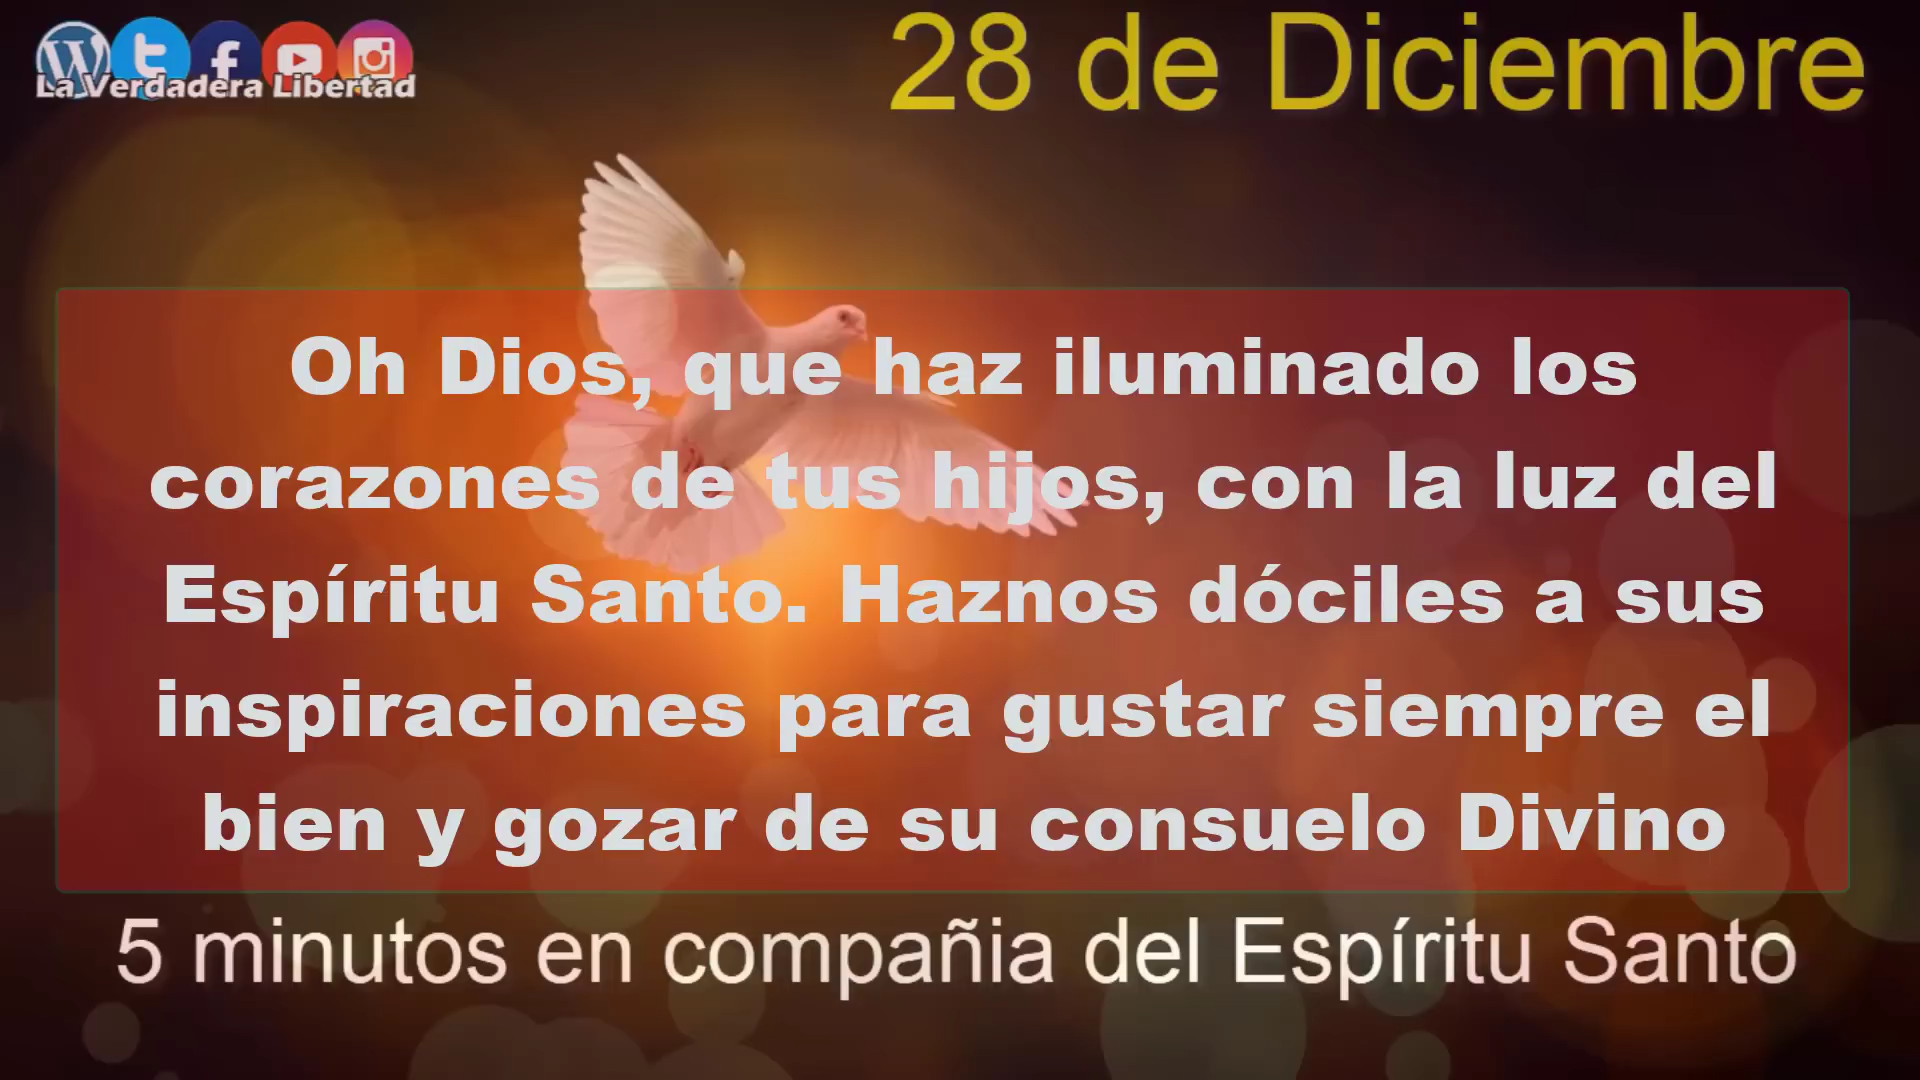 La Verdadera Libertad
28 de Diciembre
Oh Dios, que haz iluminado los
corazones de tus hijos, con la luz del
Espíritu Santo. Haznos dóciles a sus
inspiraciones para gustar siempre el
bien y gozar de su consuelo Divino
5 minutos en compañia del Espíritu Santo